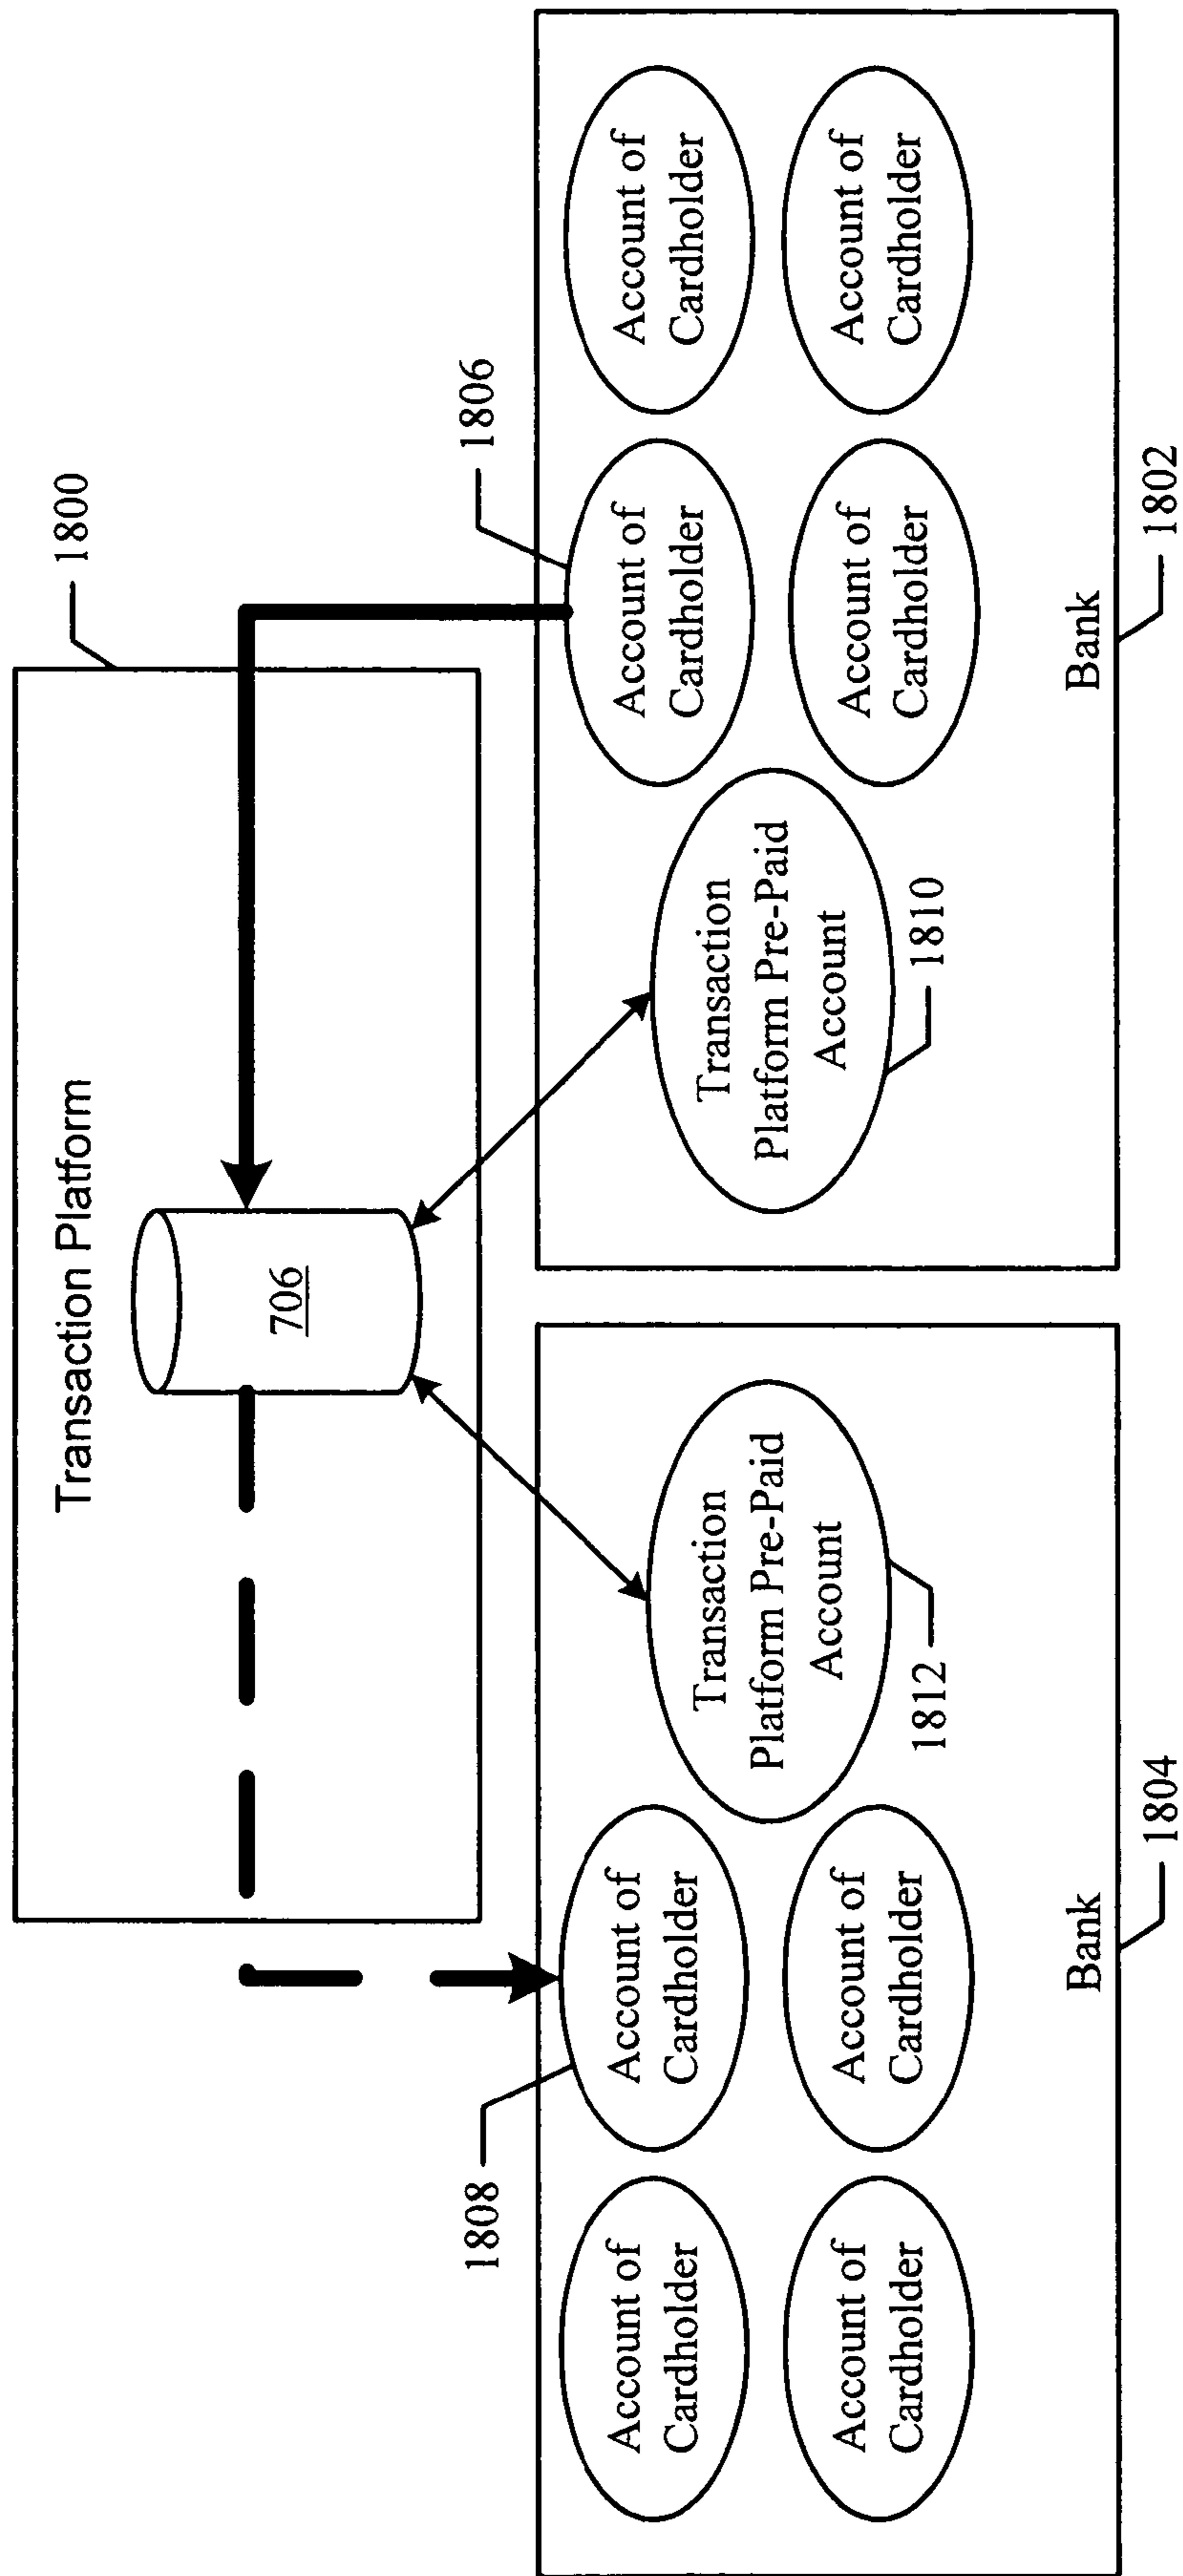 1800
Transaction Platform
706
1808
1806
Account of
Cardholder
Account of
Cardholder
Transaction
Platform Pre-Paid
Account
1812
Account of
Cardholder
Account of
Cardholder
Bank
1804
Transaction
Platform Pre-Paid
Account
1810
Account of
Cardholder
Account of
Cardholder
Account of
Cardholder
Account of
Cardholder
Bank
1802